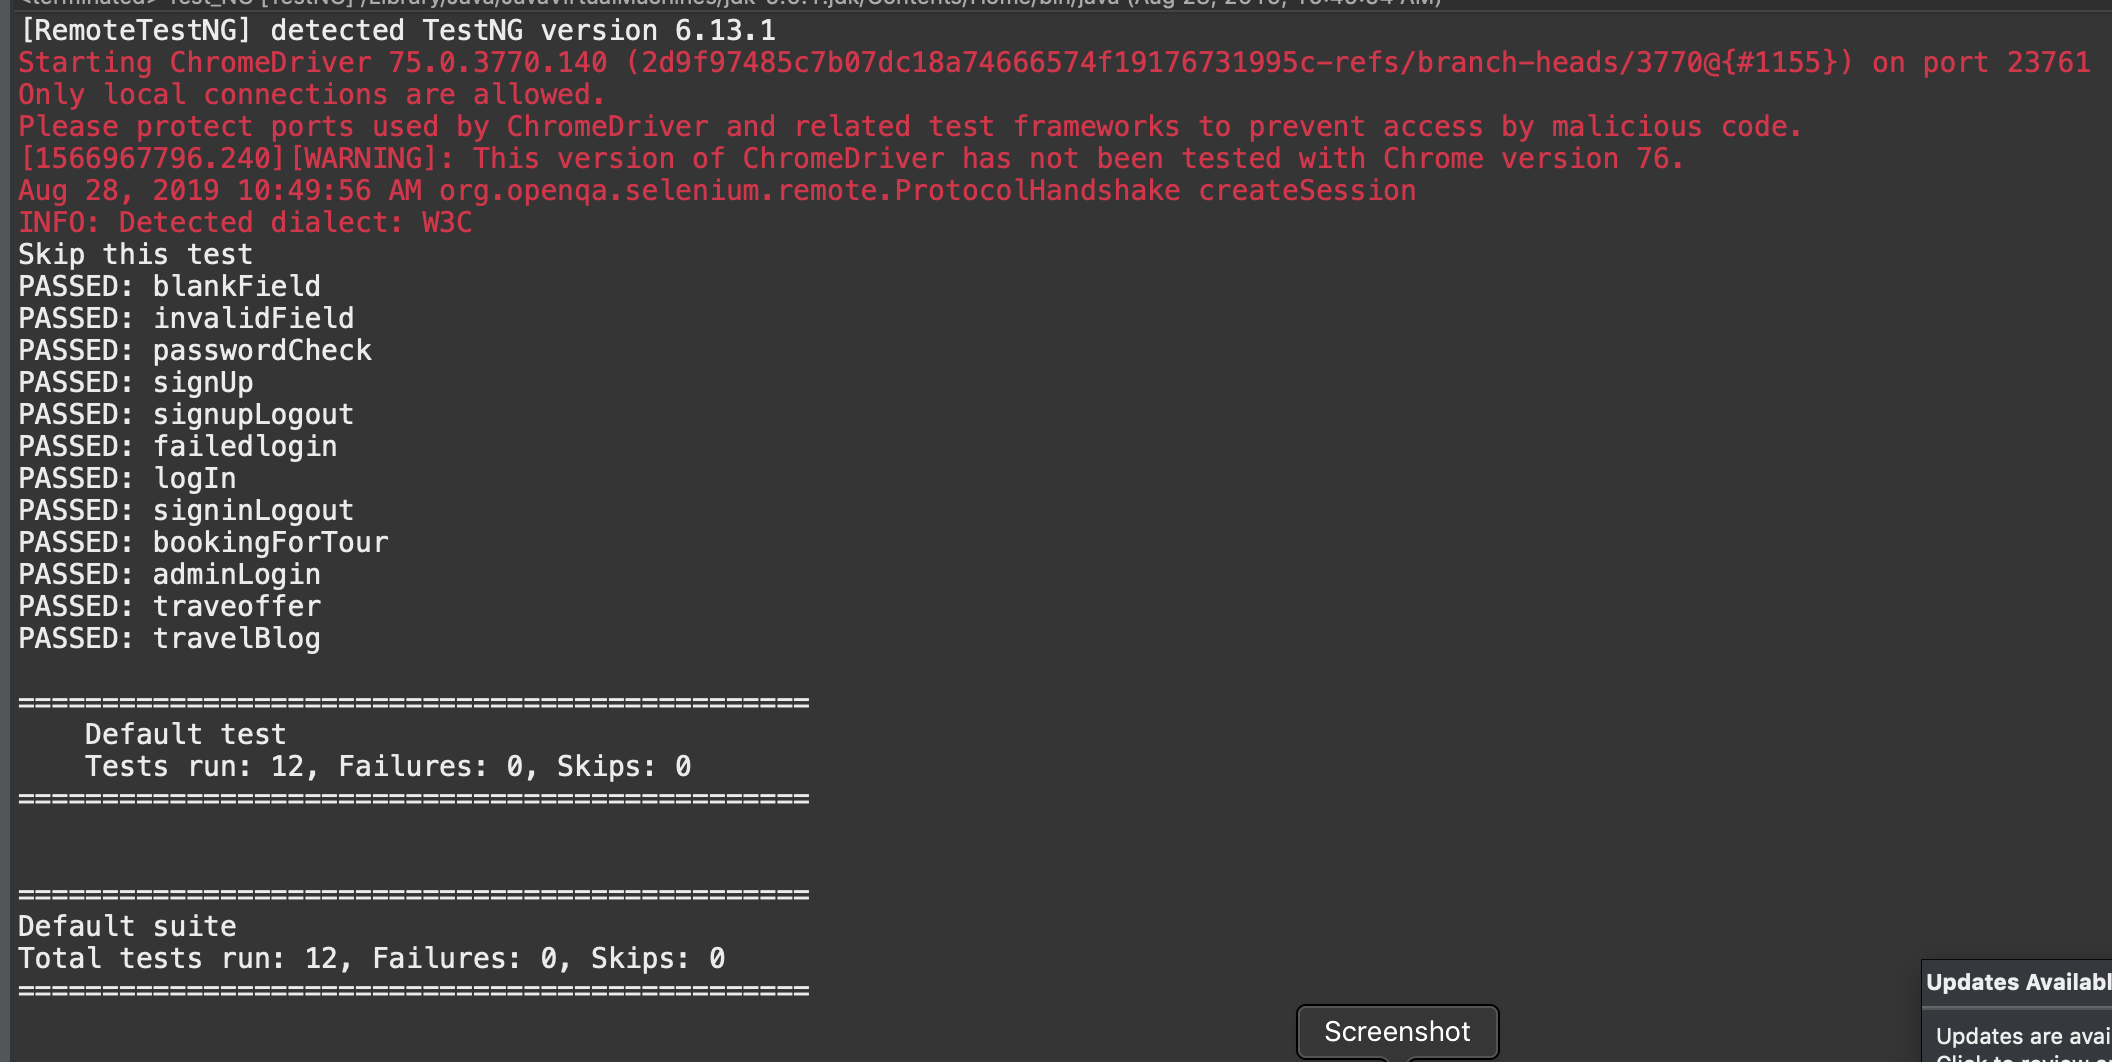 [RemoteTestNG] detected TestNG version 6.13.1
Starting ChromeDriver 75.0.3770.140 (2d9f97485c7b07dc18a74666574f19176731995c-refs/branch-heads/3770@{#1155}) on port 23761
Only local connections are allowed.
Please protect ports used by ChromeDriver and related test frameworks to prevent access by malicious code.
[1566967796.240][WARNING]: This version of ChromeDriver has not been tested with Chrome version 76.
Aug 28, 2019 10:49:56 AM org.openqa.selenium.remote.ProtocolHandshake createSession
INFO: Detected dialect: W3C
Skip this test
PASSED: blankField
PASSED: invalidField
PASSED: passwordCheck
PASSED: signUp
PASSED: signupLogout
PASSED: failedlogin
PASSED: logIn
PASSED: signinLogout
PASSED: bookingForTour
PASSED: adminLogin
PASSED: traveoffer
PASSED: travelBlog
===============================================
Default test
Tests run: 12, Failures: 0, Skips: 0
===============================================
===============================================
Default suite
Total tests run: 12, Failures: 0, Skips: 0
===============================================
Updates Availabl
Screenshot
Updates are avai